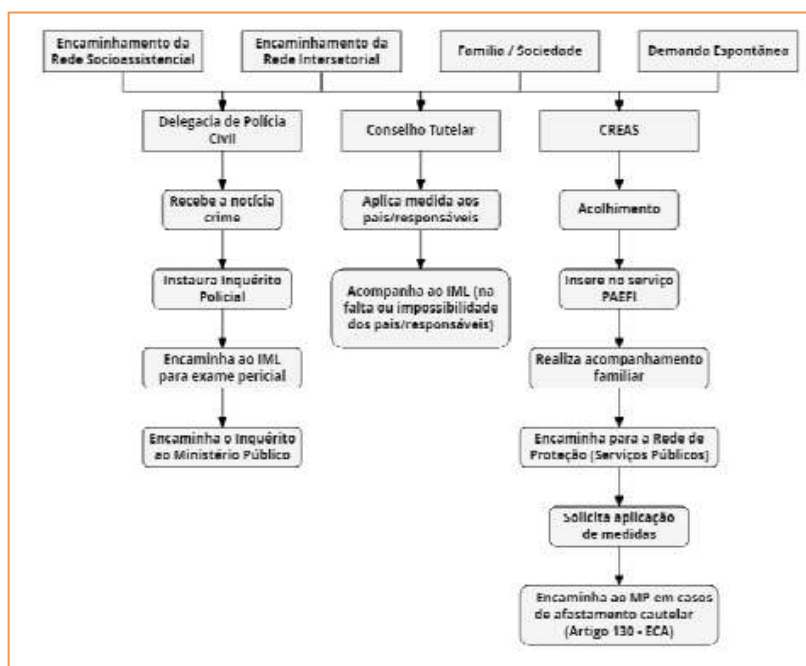 Encaminhamento da
Rede Socioassistencial
Encaminhamento da
Rede Intersetorial
Família / Sociedade
Demanda Espontânea
Delegacia de Polícia
Civil
Conselho Tutelar
CREAS
Recebe a notícia
crime
Aplica medida aos
pais/responsáveis
Acolhimento
Instaura Inquérito
Policial
Acompanha ao IML (na
falta ou impossibilidade
dos pais/responsáveis)
Insere no serviço
PAEFI
Encaminha ao IML
para exame pericial
Realiza acompanhamento
familiar
Encaminha o Inquérito
ao Ministério Público
Encaminha para a Rede de
Proteção (Serviços Públicos)
Solicita aplicação
de medidas
Encaminha ao MP em casos
de afastamento cautelar
(Artigo 130 - ECA)